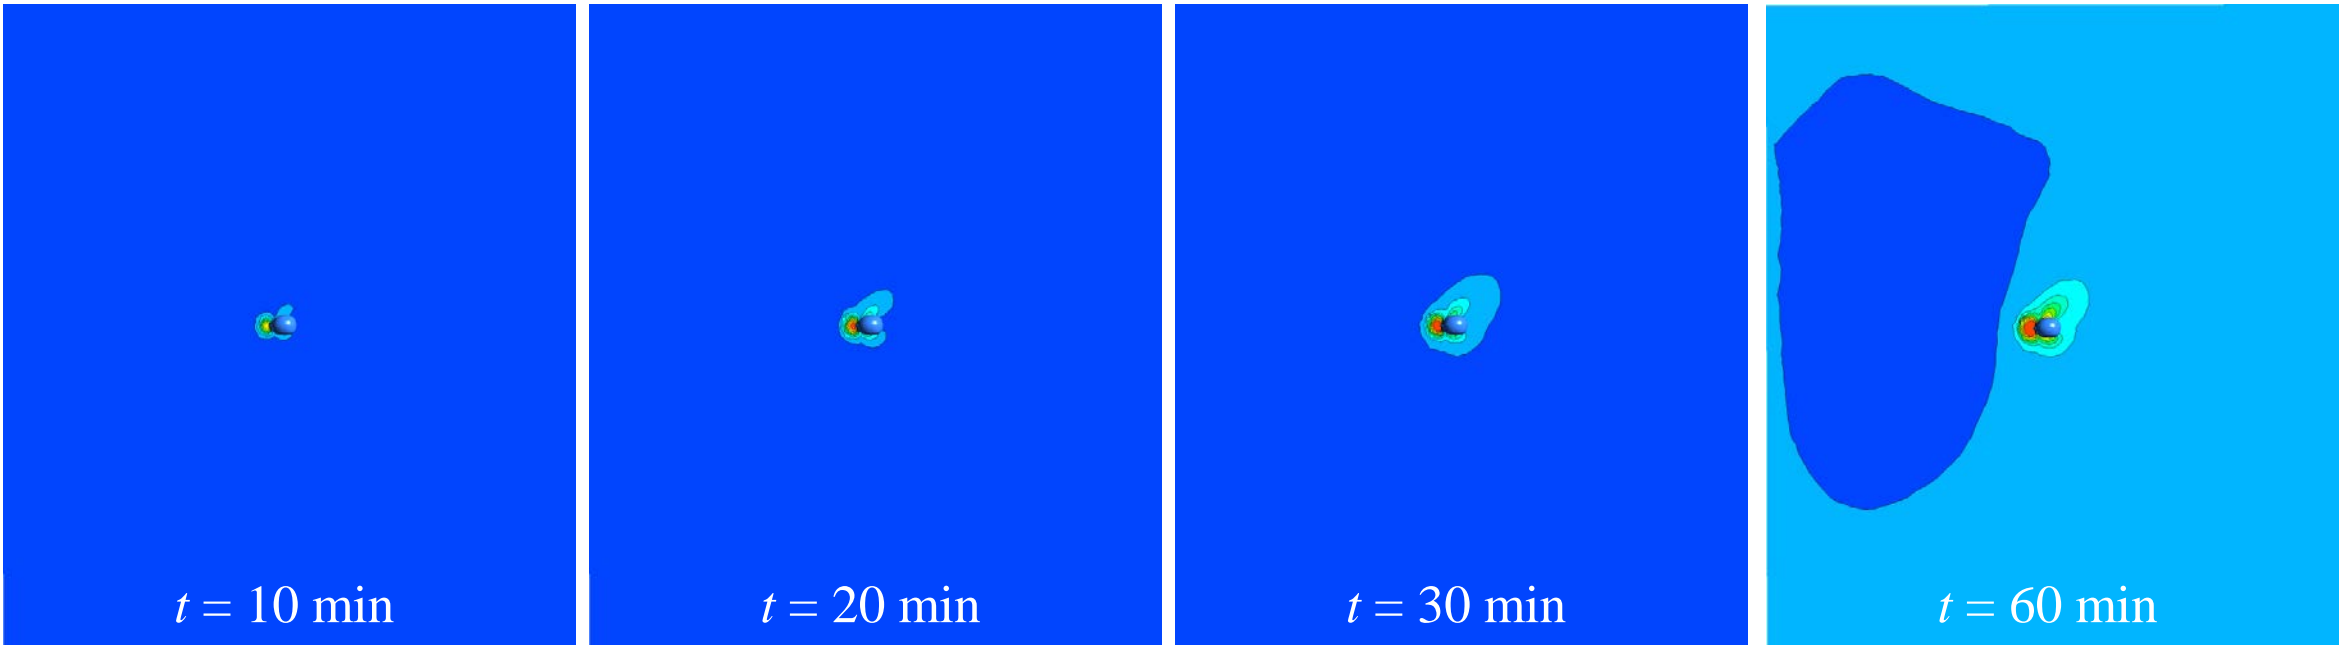 t = 10 min
t = 20 min
t = 30 min
t = 60 min